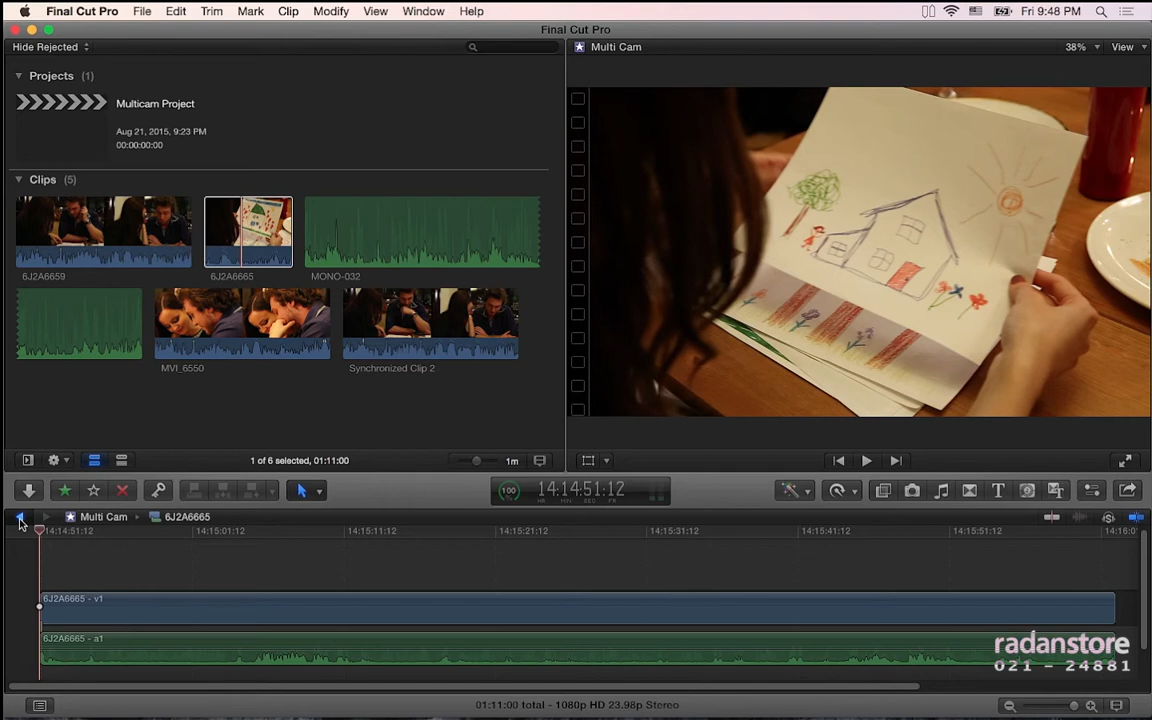 Final Cut Pro File Edit Trim Mark Clip Modify View Window Help Fri 9:48 PM
Final Cut Pro
Hide Rejected Multi Cam 38% View
Projects (1)
Multicam Project
Aug 21, 2015, 9:23 PM
00:00:00:00
Clips (5)
6J2A6659 6J2A6665 MONO-032
MVI_6550 Synchronized Clip 2
1 of 6 selected, 01:11:00 1m
100 14:14:51:12
Multi Cam 6J2A6665
14:14:51:12 14:15:01:12 14:15:11:12 14:15:21:12 14:15:31:12 14:15:41:12 14:15:51:12 14:16:0
6J2A6665 - v1
6J2A6665 - a1
radanstore
021 - 24881
01:11:00 total - 1080p HD 23.98p Stereo